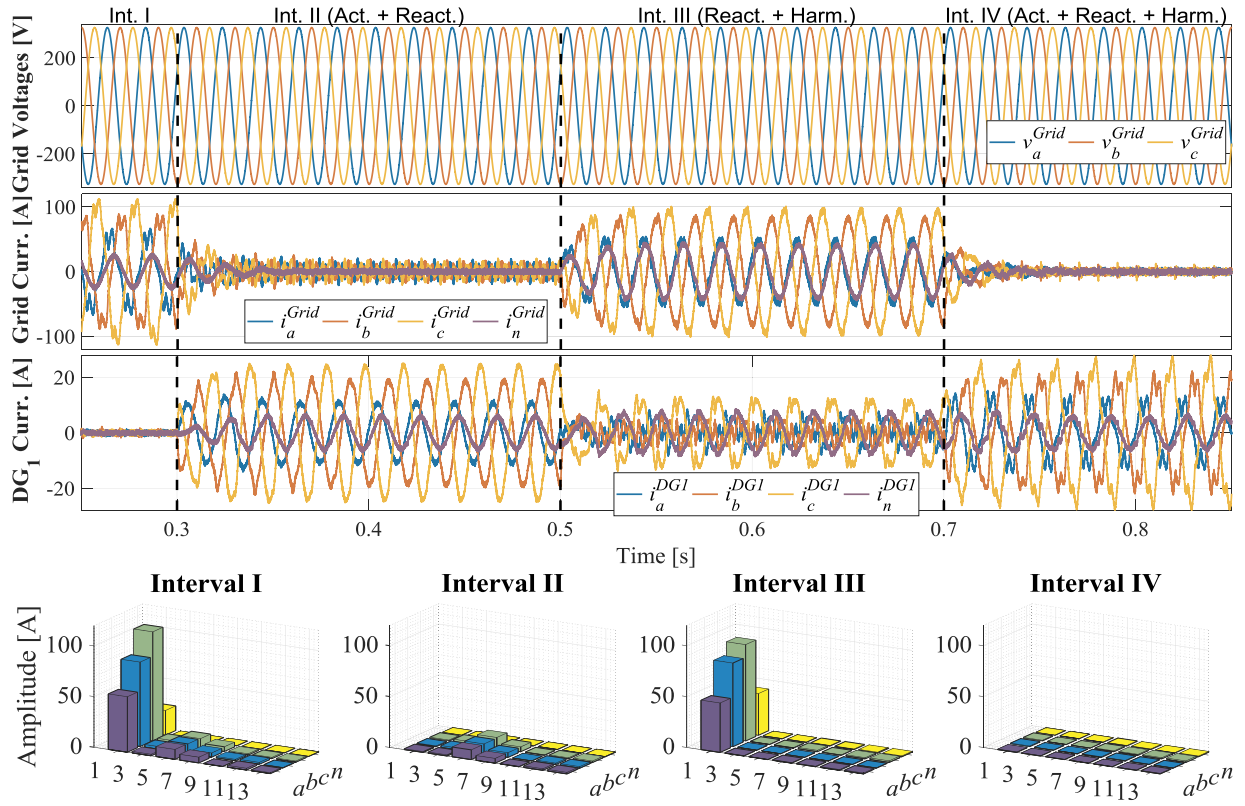 Int. I Int. II (Act. + React.) Int. III (React. + Harm.) Int. IV (Act. + React. + Harm.)
Grid Voltages [V]
200
0
-200
v_a^Grid v_b^Grid v_c^Grid
Grid Curr. [A]
100
0
-100
i_a^Grid i_b^Grid i_c^Grid i_n^Grid
DG_1 Curr. [A]
20
0
-20
i_a^DG1 i_b^DG1 i_c^DG1 i_n^DG1
0.3 0.4 0.5 0.6 0.7 0.8
Time [s]
Interval I Interval II Interval III Interval IV
Amplitude [A]
100 100 100 100
50 50 50 50
0 0 0 0
1 3 5 7 9 11 13 a b c n 1 3 5 7 9 11 13 a b c n 1 3 5 7 9 11 13 a b c n 1 3 5 7 9 11 13 a b c n